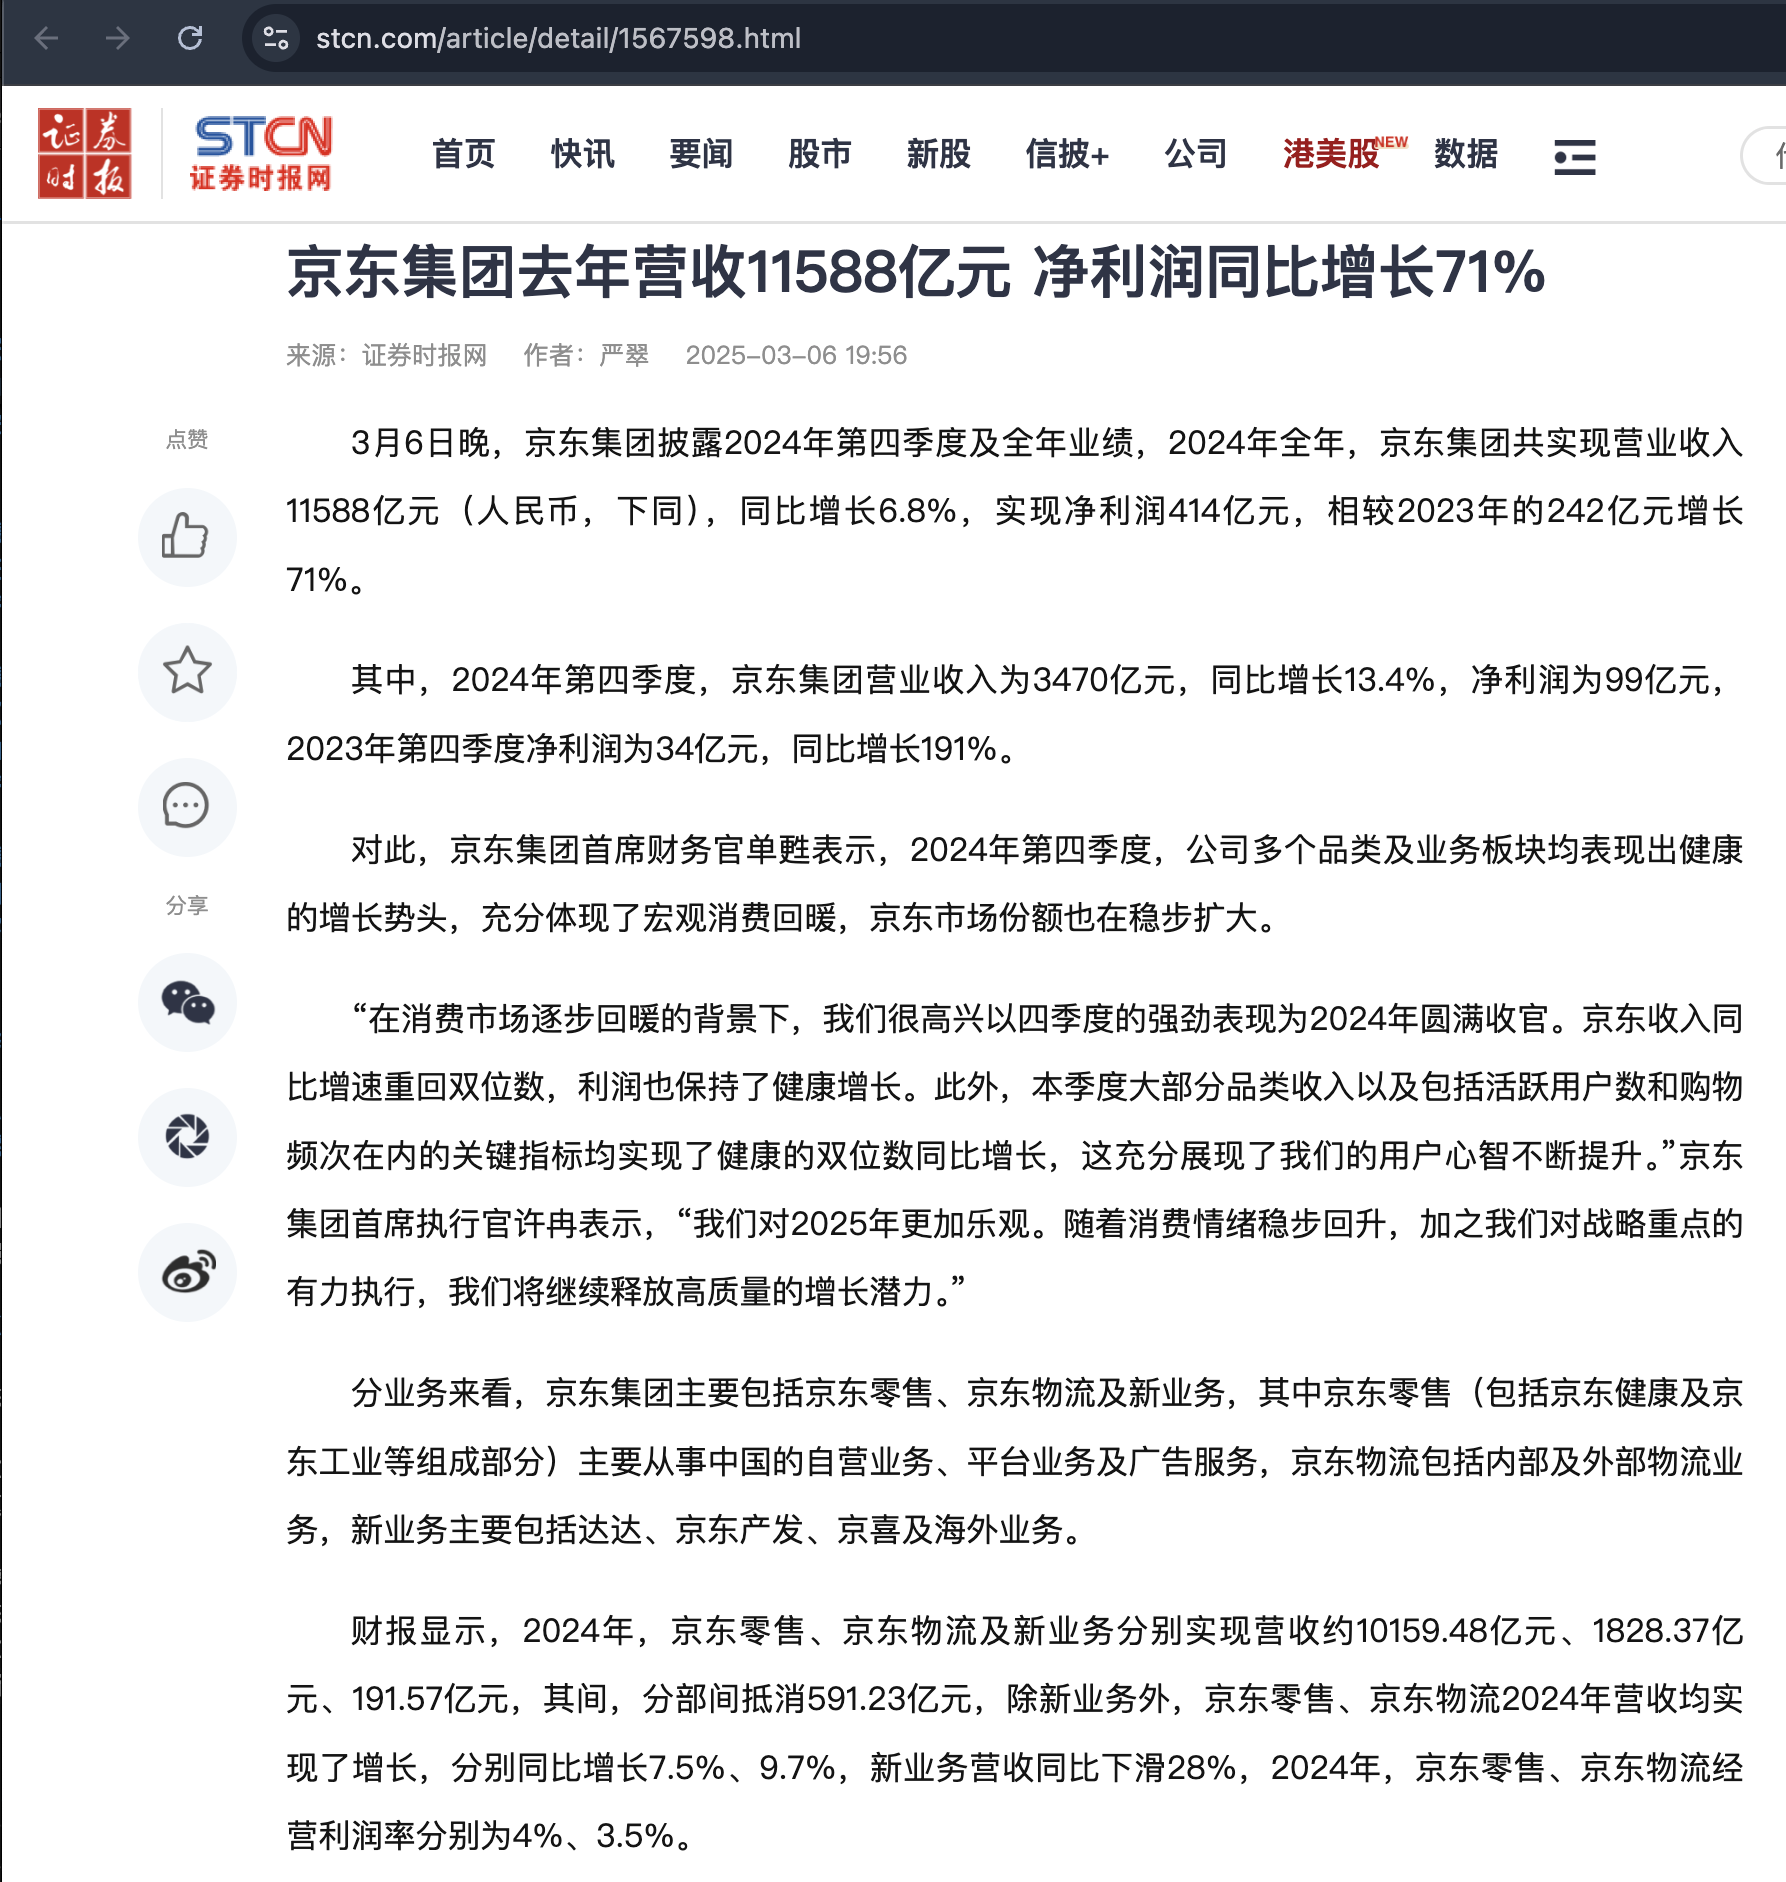 stcn.com/article/detail/1567598.html
证券时报
STCN
证券时报网
首页 快讯 要闻 股市 新股 信披+ 公司 港美股NEW 数据
京东集团去年营收11588亿元 净利润同比增长71%
来源：证券时报网 作者：严翠 2025-03-06 19:56
点赞
分享
3月6日晚，京东集团披露2024年第四季度及全年业绩，2024年全年，京东集团共实现营业收入
11588亿元（人民币，下同），同比增长6.8%，实现净利润414亿元，相较2023年的242亿元增长
71%。
其中，2024年第四季度，京东集团营业收入为3470亿元，同比增长13.4%，净利润为99亿元，
2023年第四季度净利润为34亿元，同比增长191%。
对此，京东集团首席财务官单甦表示，2024年第四季度，公司多个品类及业务板块均表现出健康
的增长势头，充分体现了宏观消费回暖，京东市场份额也在稳步扩大。
“在消费市场逐步回暖的背景下，我们很高兴以四季度的强劲表现为2024年圆满收官。京东收入同
比增速重回双位数，利润也保持了健康增长。此外，本季度大部分品类收入以及包括活跃用户数和购物
频次在内的关键指标均实现了健康的双位数同比增长，这充分展现了我们的用户心智不断提升。”京东
集团首席执行官许冉表示，“我们对2025年更加乐观。随着消费情绪稳步回升，加之我们对战略重点的
有力执行，我们将继续释放高质量的增长潜力。”
分业务来看，京东集团主要包括京东零售、京东物流及新业务，其中京东零售（包括京东健康及京
东工业等组成部分）主要从事中国的自营业务、平台业务及广告服务，京东物流包括内部及外部物流业
务，新业务主要包括达达、京东产发、京喜及海外业务。
财报显示，2024年，京东零售、京东物流及新业务分别实现营收约10159.48亿元、1828.37亿
元、191.57亿元，其间，分部间抵消591.23亿元，除新业务外，京东零售、京东物流2024年营收均实
现了增长，分别同比增长7.5%、9.7%，新业务营收同比下滑28%，2024年，京东零售、京东物流经
营利润率分别为4%、3.5%。